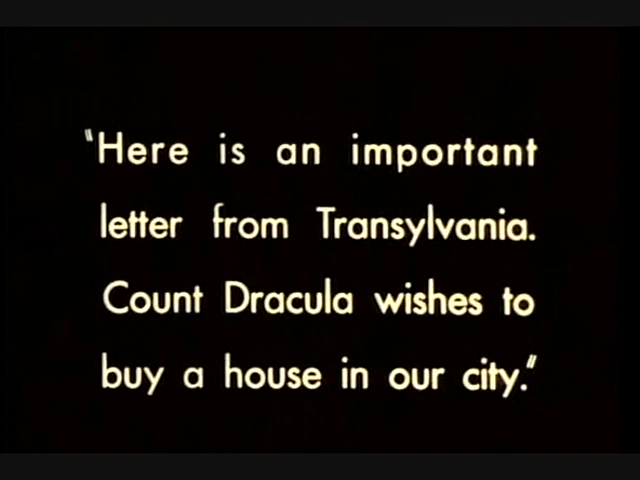 "Here is an important
letter from Transylvania.
Count Dracula wishes to
buy a house in our city."